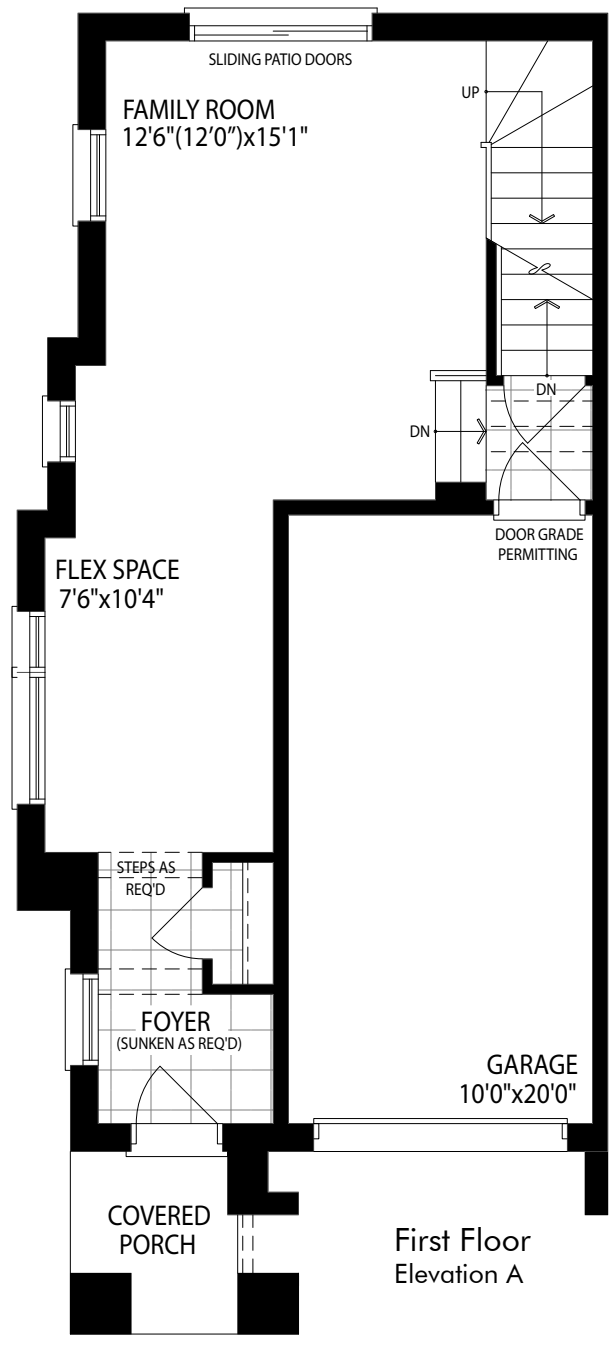 SLIDING PATIO DOORS
UP
FAMILY ROOM
12'6"(12'0")x15'1"
DN
DN
DOOR GRADE
PERMITTING
FLEX SPACE
7'6"x10'4"
STEPS AS
REQ'D
FOYER
(SUNKEN AS REQ'D)
GARAGE
10'0"x20'0"
COVERED
PORCH
First Floor
Elevation A